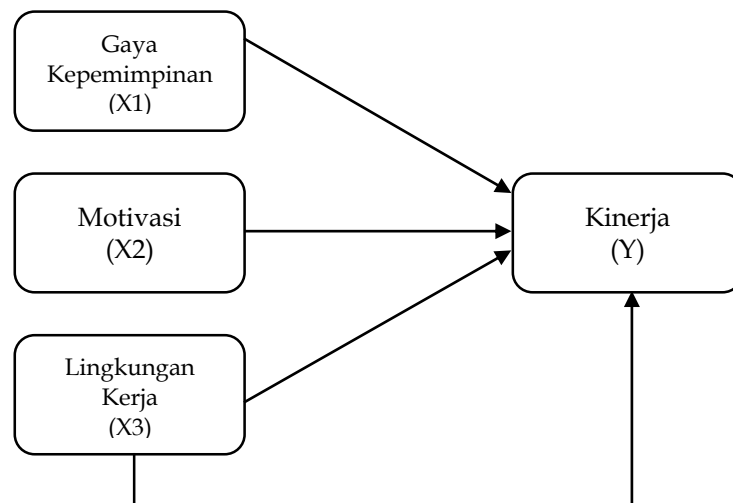 Gaya
Kepemimpinan
(X1)
Motivasi
(X2)
Kinerja
(Y)
Lingkungan
Kerja
(X3)